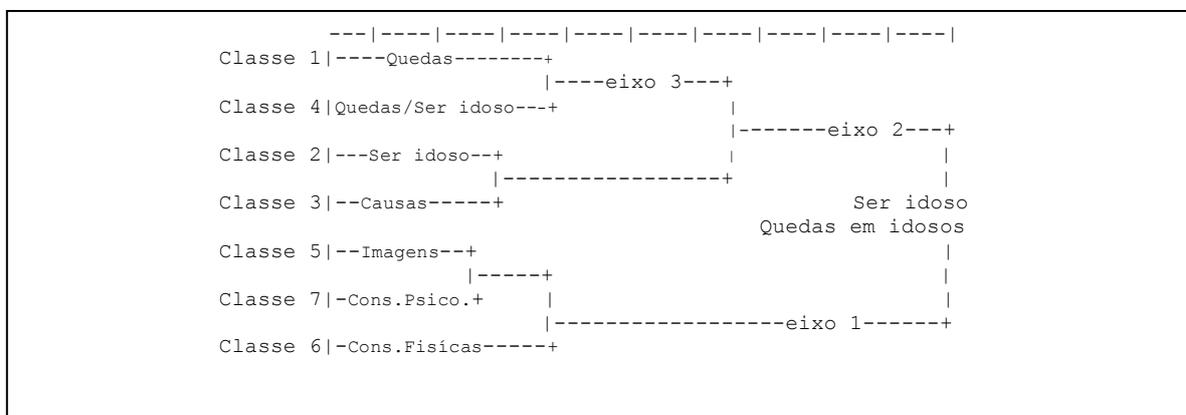 ---|----|----|----|----|----|----|----|----|----|
Classe 1|----Quedas--------+
|----eixo 3---+
Classe 4|Quedas/Ser idoso---+ |
|-------eixo 2---+
Classe 2|---Ser idoso--+ | |
|-----------------+ |
Classe 3|--Causas-----+ Ser idoso
Quedas em idosos
Classe 5|--Imagens--+ |
|-----+ |
Classe 7|-Cons.Psico.+ | |
|------------------eixo 1------+
Classe 6|-Cons.Fisícas-----+